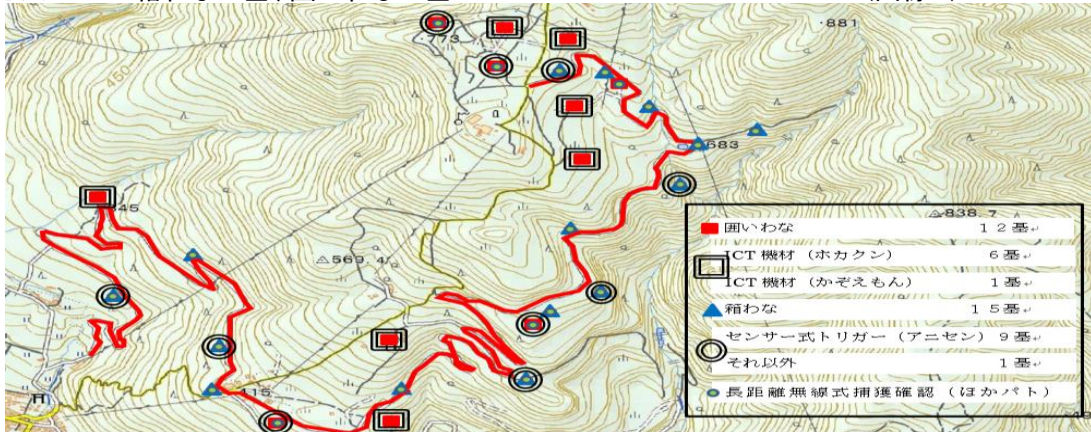 881
773
683
838.7
645
569.4
415
H
囲いわな 12基
ICT機材（ホカクン） 6基
ICT機材（かぞえもん） 1基
箱わな 15基
センサー式トリガー（アニセン） 9基
それ以外 1基
長距離無線式捕獲確認（ほかパト）